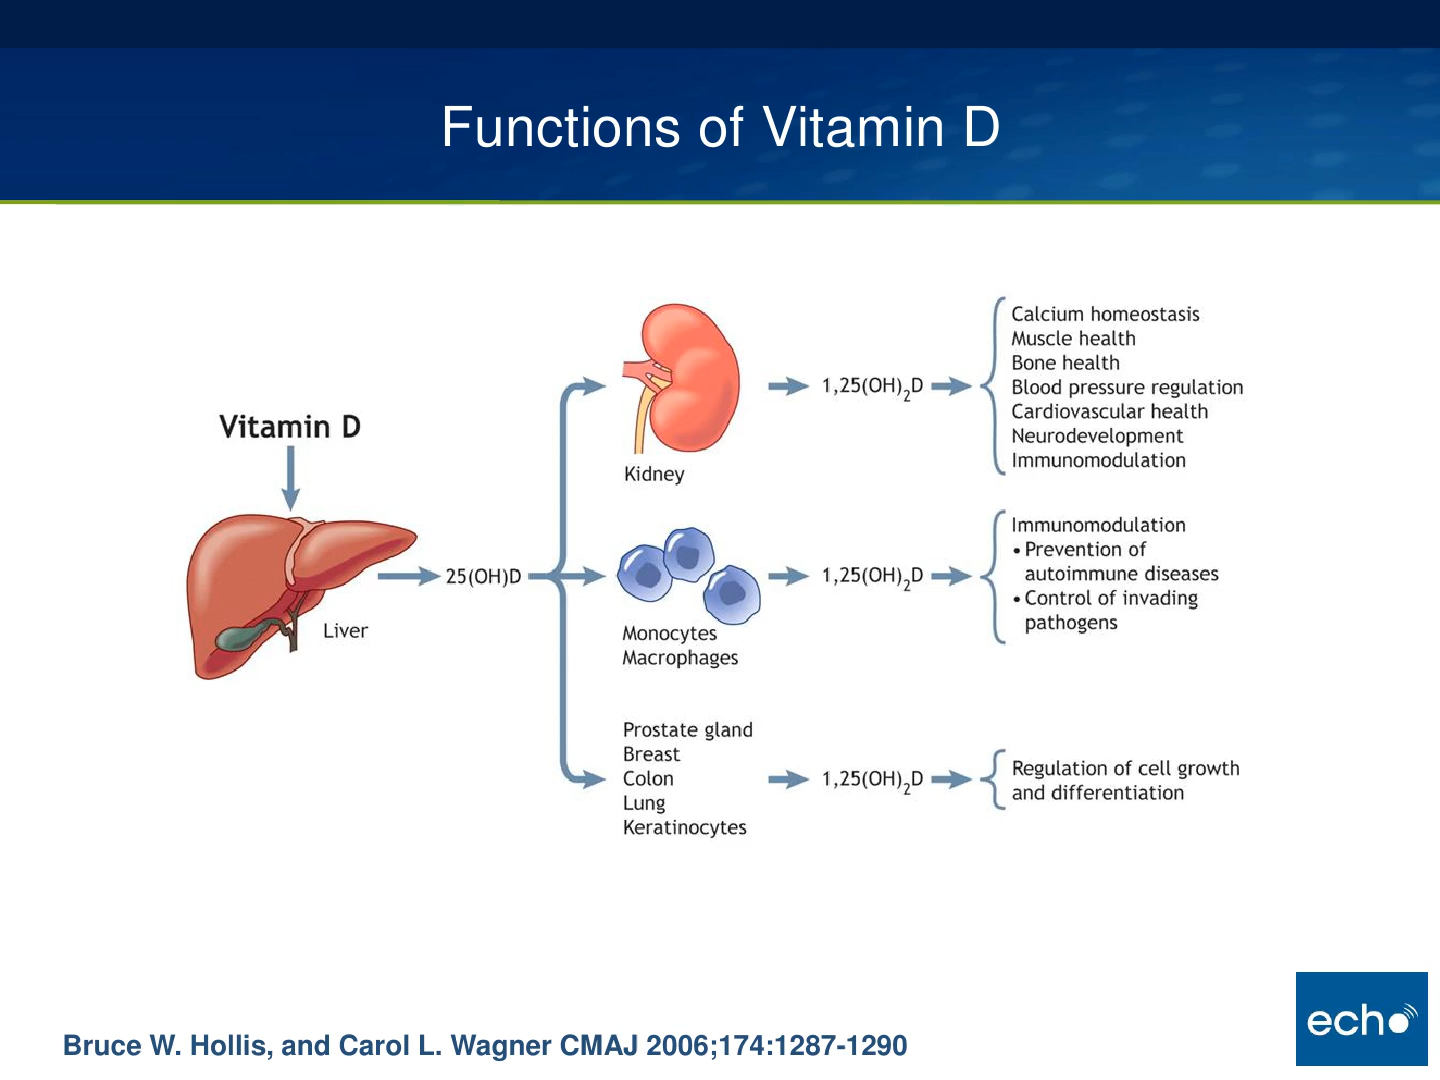 Functions of Vitamin D
Vitamin D
Liver
25(OH)D
Kidney
1,25(OH)₂D
Calcium homeostasis
Muscle health
Bone health
Blood pressure regulation
Cardiovascular health
Neurodevelopment
Immunomodulation
Monocytes
Macrophages
1,25(OH)₂D
Immunomodulation
• Prevention of
autoimmune diseases
• Control of invading
pathogens
Prostate gland
Breast
Colon
Lung
Keratinocytes
1,25(OH)₂D
Regulation of cell growth
and differentiation
Bruce W. Hollis, and Carol L. Wagner CMAJ 2006;174:1287-1290
echo